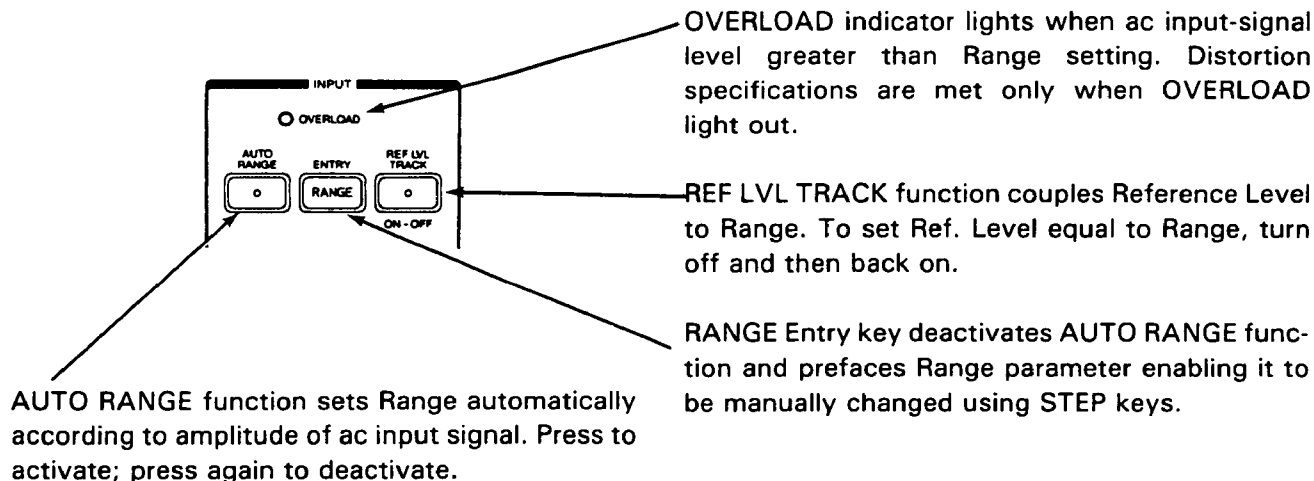 OVERLOAD indicator lights when ac input-signal
level greater than Range setting. Distortion
specifications are met only when OVERLOAD
light out.
INPUT
OVERLOAD
AUTO RANGE
ENTRY
REF LVL TRACK
RANGE
ON - OFF
REF LVL TRACK function couples Reference Level
to Range. To set Ref. Level equal to Range, turn
off and then back on.
RANGE Entry key deactivates AUTO RANGE func-
tion and prefaces Range parameter enabling it to
be manually changed using STEP keys.
AUTO RANGE function sets Range automatically
according to amplitude of ac input signal. Press to
activate; press again to deactivate.